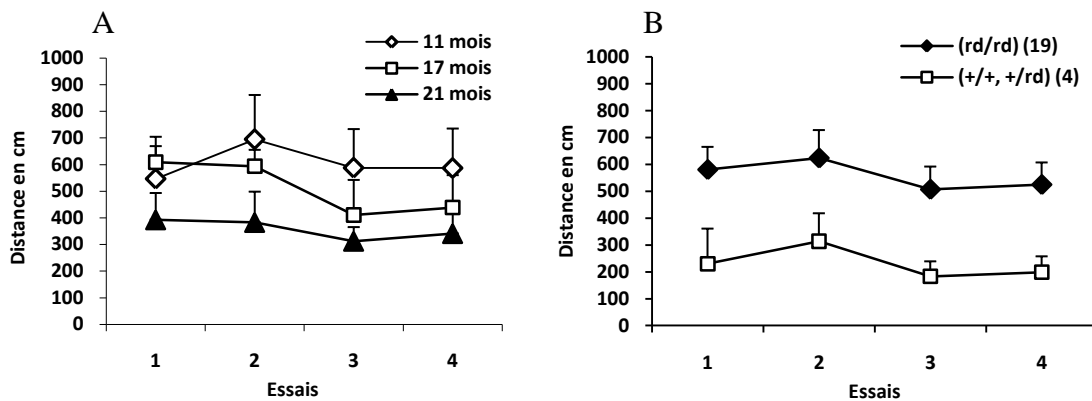 A
11 mois
17 mois
21 mois
1000
900
800
700
600
500
400
300
200
100
0
Distance en cm
1 2 3 4
Essais
B
(rd/rd) (19)
(+/+, +/rd) (4)
1000
900
800
700
600
500
400
300
200
100
0
Distance en cm
1 2 3 4
Essais